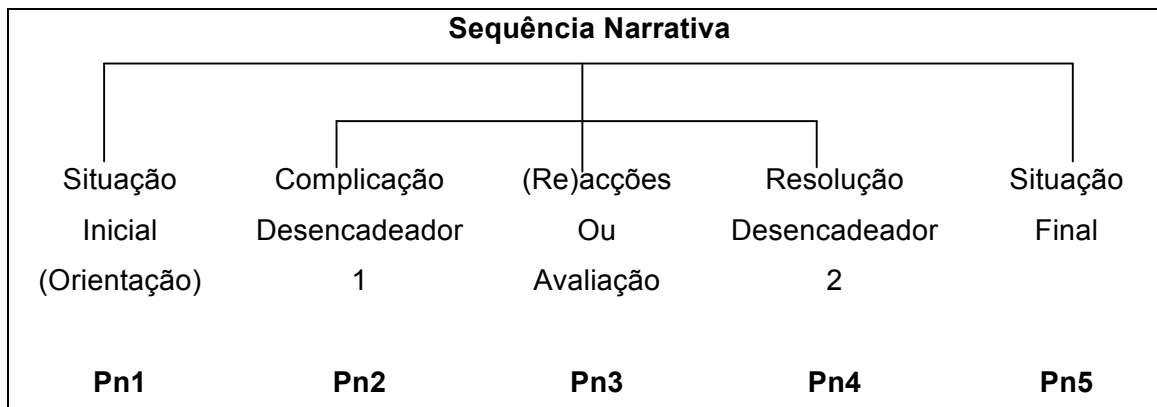 Sequência Narrativa
Situação Complicação (Re)acções Resolução Situação
Inicial Desencadeador Ou Desencadeador Final
(Orientação) 1 Avaliação 2
Pn1 Pn2 Pn3 Pn4 Pn5